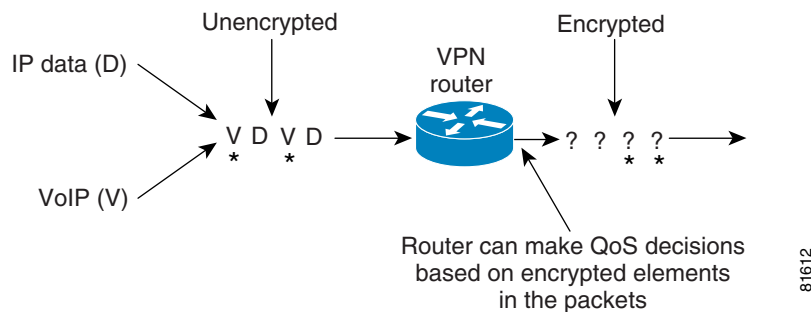 Unencrypted
Encrypted
IP data (D)
VPN
router
V D V D
* *
? ? ? ?
* *
VoIP (V)
Router can make QoS decisions
based on encrypted elements
in the packets
81612